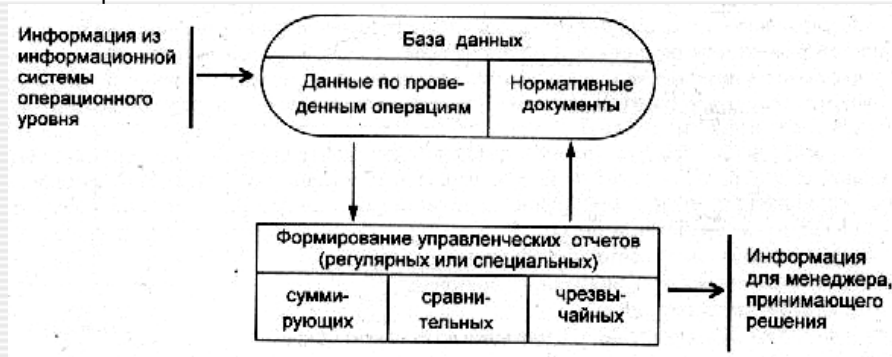 Информация из
информационной
системы
операционного
уровня
База данных
Данные по прове-
денным операциям
Нормативные
документы
Формирование управленческих отчетов
(регулярных или специальных)
сумми-
рующих
сравни-
тельных
чрезвы-
чайных
Информация
для менеджера,
принимающего
решения